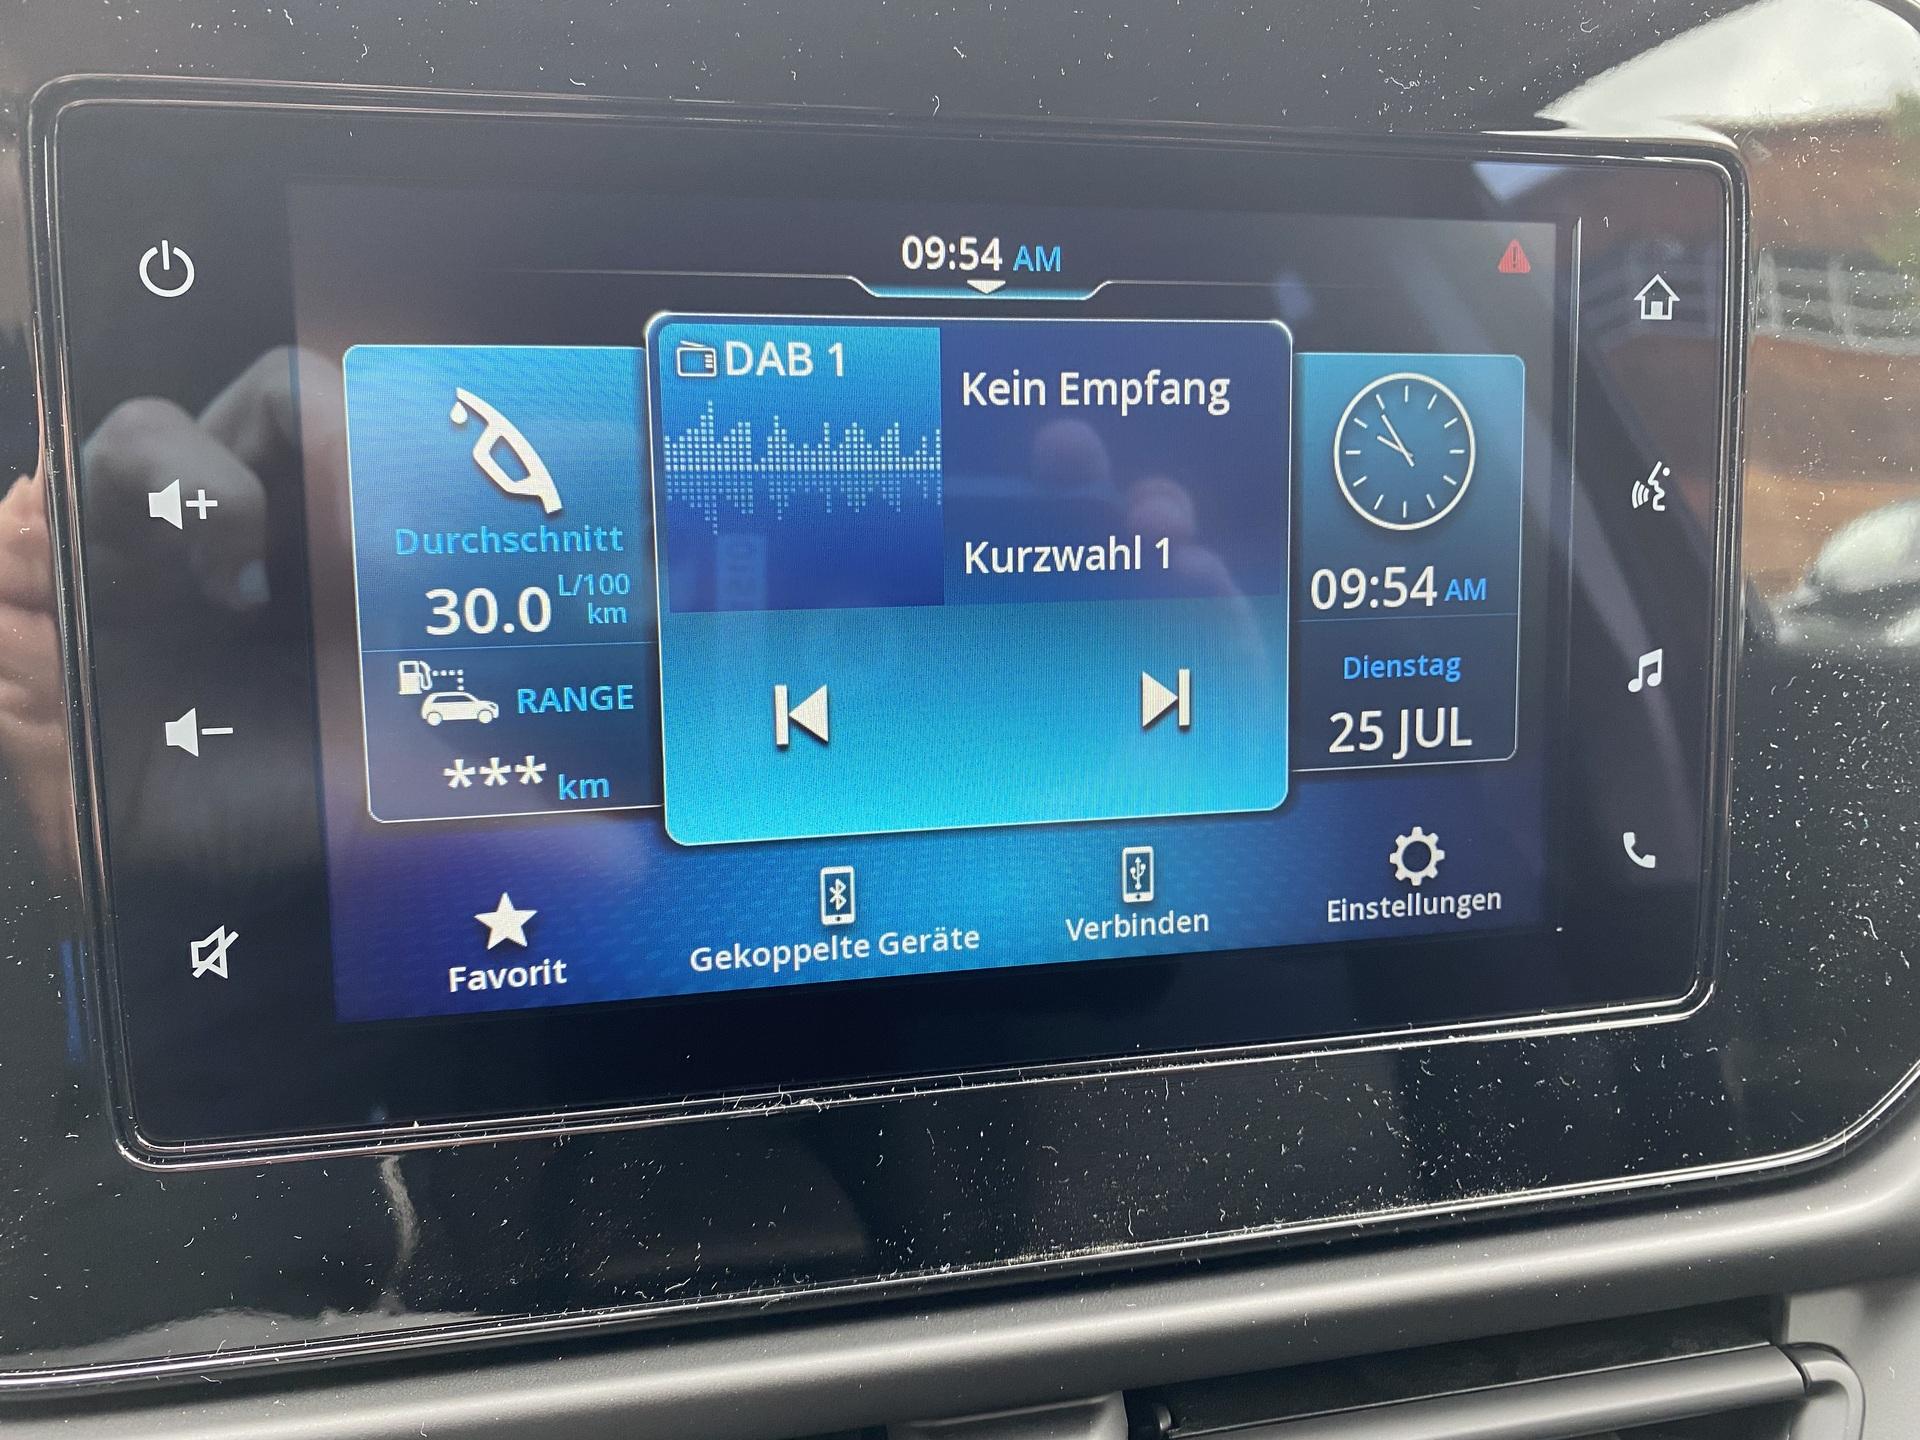 09:54 AM
DAB 1
Kein Empfang
Kurzwahl 1
Durchschnitt
30.0 L/100
km
RANGE
*** km
09:54 AM
Dienstag
25 JUL
Favorit
Gekoppelte Geräte
Verbinden
Einstellungen